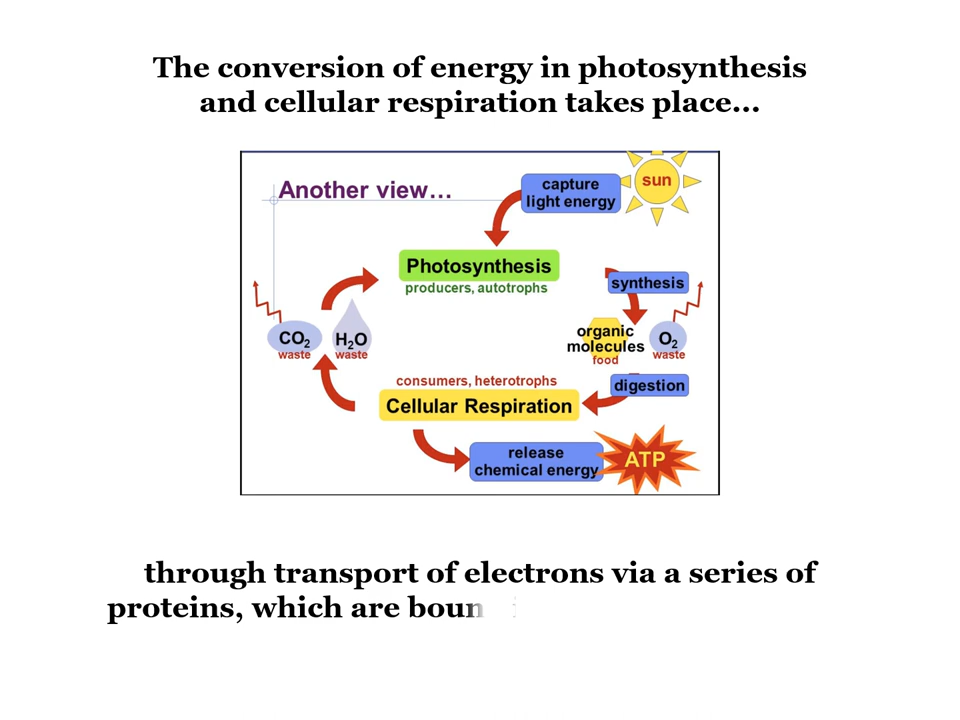 The conversion of energy in photosynthesis
and cellular respiration takes place...
Another view...
capture
light energy
sun
Photosynthesis
producers, autotrophs
synthesis
CO2
waste
H2O
waste
organic
molecules
food
O2
waste
digestion
consumers, heterotrophs
Cellular Respiration
release
chemical energy
ATP
through transport of electrons via a series of
proteins, which are